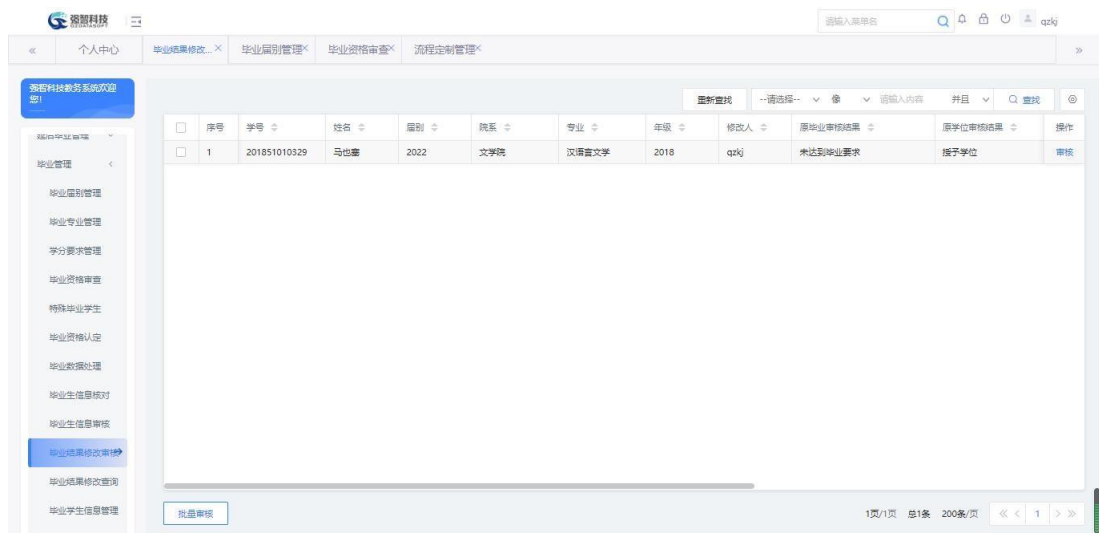 强智科技
QZDATASOFT
请输入菜单名
qzkj
个人中心 毕业结果修改... 毕业届别管理 毕业资格审查 流程定制管理
强智科技教务系统欢迎
您!!
重新查找 --请选择-- 像 请输入内容 并且 查找
序号 学号 姓名 届别 院系 专业 年级 修改人 原毕业审核结果 原学位审核结果 操作
1 201851010329 马也骞 2022 文学院 汉语言文学 2018 qzkj 未达到毕业要求 授予学位 审核
毕业管理
毕业届别管理
毕业专业管理
学分要求管理
毕业资格审查
特殊毕业学生
毕业资格认定
毕业数据处理
毕业生信息核对
毕业生信息审核
毕业结果修改审核
毕业结果修改查询
毕业学生信息管理
批量审核
1页/1页 总1条 200条/页 1